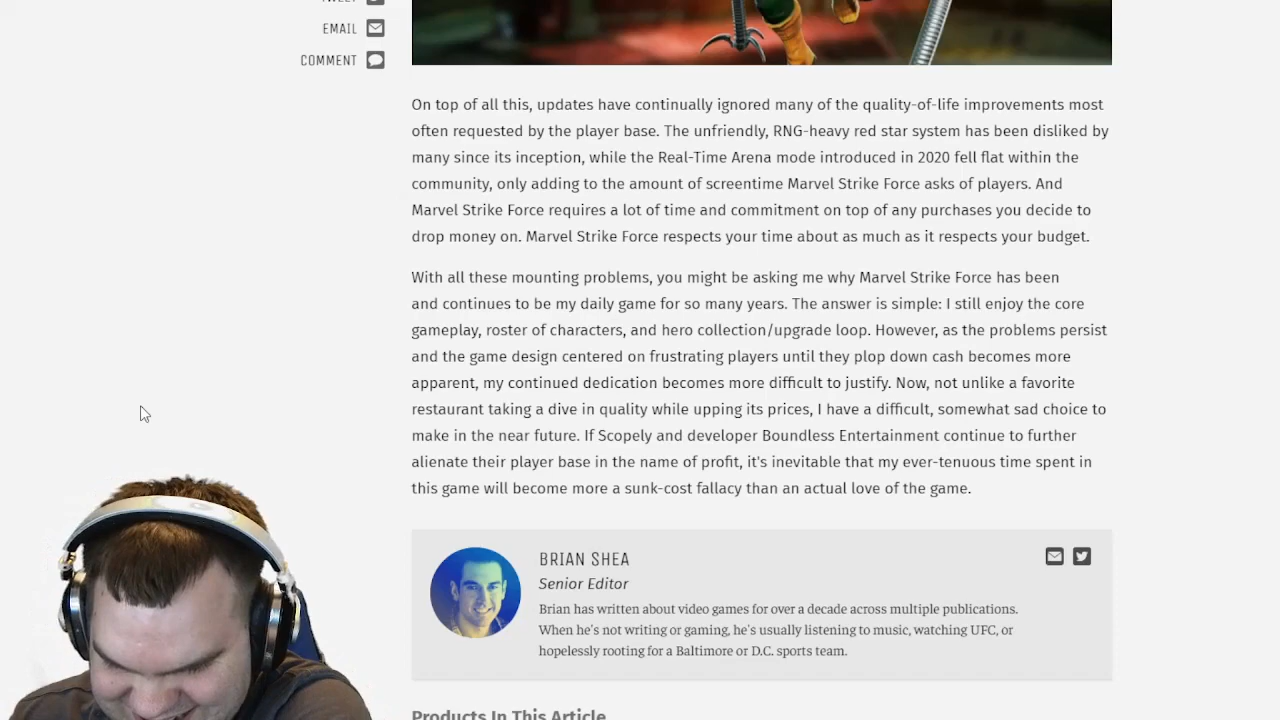 EMAIL
COMMENT
On top of all this, updates have continually ignored many of the quality-of-life improvements most
often requested by the player base. The unfriendly, RNG-heavy red star system has been disliked by
many since its inception, while the Real-Time Arena mode introduced in 2020 fell flat within the
community, only adding to the amount of screentime Marvel Strike Force asks of players. And
Marvel Strike Force requires a lot of time and commitment on top of any purchases you decide to
drop money on. Marvel Strike Force respects your time about as much as it respects your budget.
With all these mounting problems, you might be asking me why Marvel Strike Force has been
and continues to be my daily game for so many years. The answer is simple: I still enjoy the core
gameplay, roster of characters, and hero collection/upgrade loop. However, as the problems persist
and the game design centered on frustrating players until they plop down cash becomes more
apparent, my continued dedication becomes more difficult to justify. Now, not unlike a favorite
restaurant taking a dive in quality while upping its prices, I have a difficult, somewhat sad choice to
make in the near future. If Scopely and developer Boundless Entertainment continue to further
alienate their player base in the name of profit, it's inevitable that my ever-tenuous time spent in
this game will become more a sunk-cost fallacy than an actual love of the game.
BRIAN SHEA
Senior Editor
Brian has written about video games for over a decade across multiple publications.
When he's not writing or gaming, he's usually listening to music, watching UFC, or
hopelessly rooting for a Baltimore or D.C. sports team.
Products In This Article